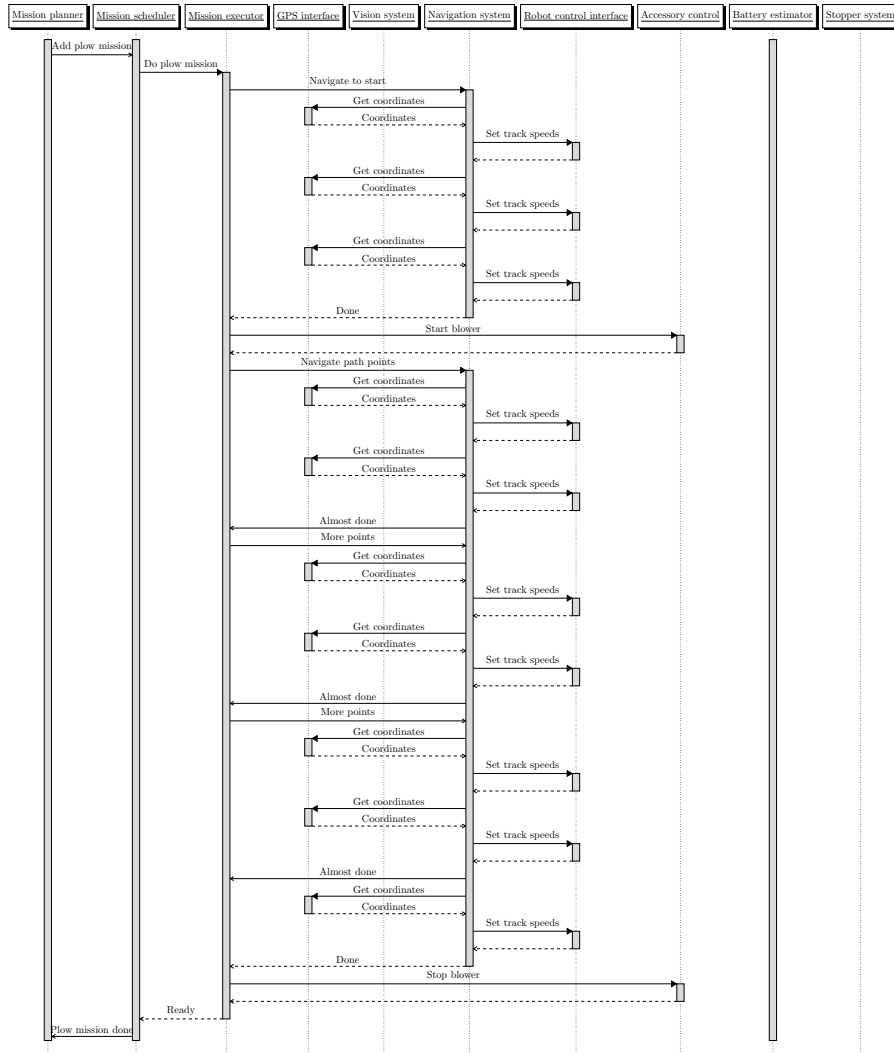 Mission planner
Mission scheduler
Mission executor
GPS interface
Vision system
Navigation system
Robot control interface
Accessory control
Battery estimator
Stopper system
Add plow mission
Do plow mission
Navigate to start
Get coordinates
Coordinates
Set track speeds
Get coordinates
Coordinates
Set track speeds
Get coordinates
Coordinates
Set track speeds
Done
Start blower
Navigate path points
Get coordinates
Coordinates
Set track speeds
Get coordinates
Coordinates
Set track speeds
Almost done
More points
Get coordinates
Coordinates
Set track speeds
Get coordinates
Coordinates
Set track speeds
Almost done
More points
Get coordinates
Coordinates
Set track speeds
Get coordinates
Coordinates
Set track speeds
Almost done
Get coordinates
Coordinates
Set track speeds
Done
Stop blower
Ready
Plow mission done